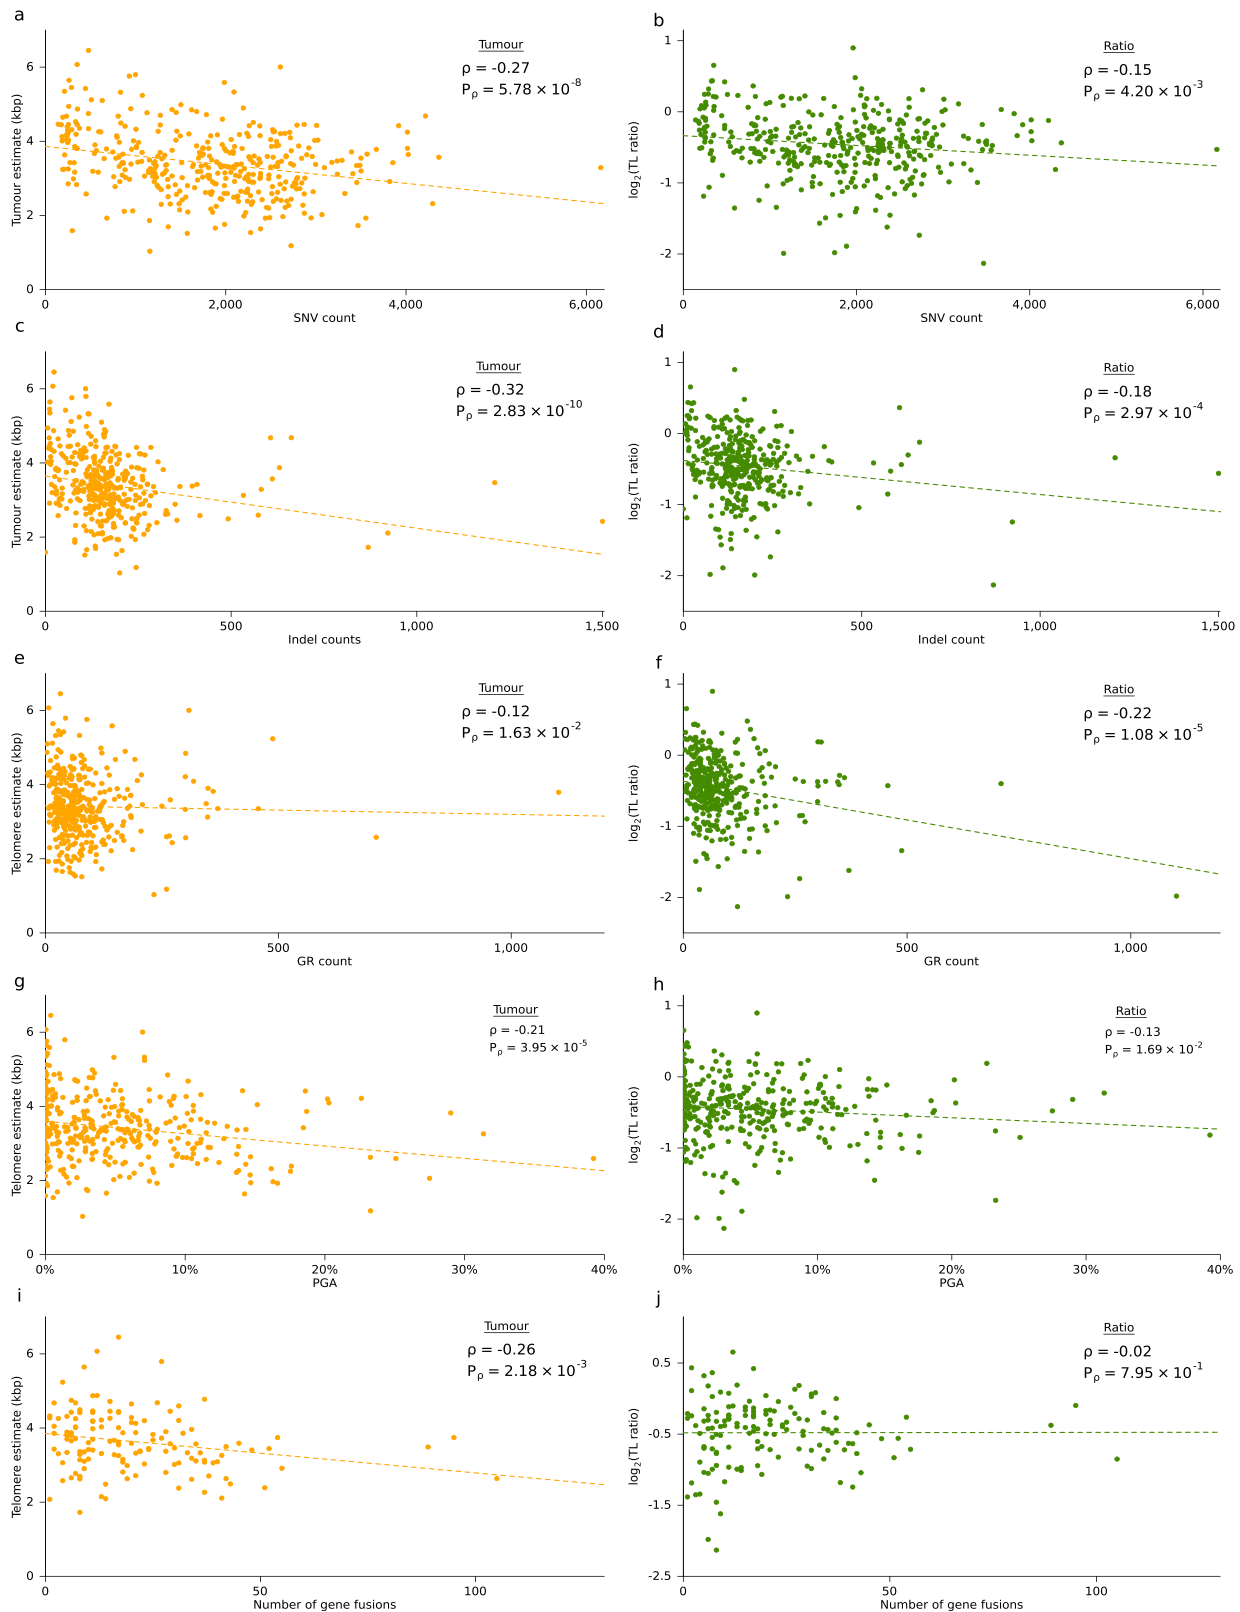 a
Tumour
ρ = -0.27
Pρ = 5.78 × 10-8
Tumour estimate (kbp)
6
4
2
0
0 2,000 4,000 6,000
SNV count
b
Ratio
ρ = -0.15
Pρ = 4.20 × 10-3
log2(TL ratio)
1
0
-1
-2
0 2,000 4,000 6,000
SNV count
c
Tumour
ρ = -0.32
Pρ = 2.83 × 10-10
Tumour estimate (kbp)
6
4
2
0
0 500 1,000 1,500
Indel counts
d
Ratio
ρ = -0.18
Pρ = 2.97 × 10-4
log2(TL ratio)
1
0
-1
-2
0 500 1,000 1,500
Indel count
e
Tumour
ρ = -0.12
Pρ = 1.63 × 10-2
Telomere estimate (kbp)
6
4
2
0
0 500 1,000
GR count
f
Ratio
ρ = -0.22
Pρ = 1.08 × 10-5
log2(TL ratio)
1
0
-1
-2
0 500 1,000
GR count
g
Tumour
ρ = -0.21
Pρ = 3.95 × 10-5
Telomere estimate (kbp)
6
4
2
0
0% 10% 20% 30% 40%
PGA
h
Ratio
ρ = -0.13
Pρ = 1.69 × 10-2
log2(TL ratio)
1
0
-1
-2
0% 10% 20% 30% 40%
PGA
i
Tumour
ρ = -0.26
Pρ = 2.18 × 10-3
Telomere estimate (kbp)
6
4
2
0
0 50 100
Number of gene fusions
j
Ratio
ρ = -0.02
Pρ = 7.95 × 10-1
log2(TL ratio)
0.5
-0.5
-1.5
-2.5
0 50 100
Number of gene fusions